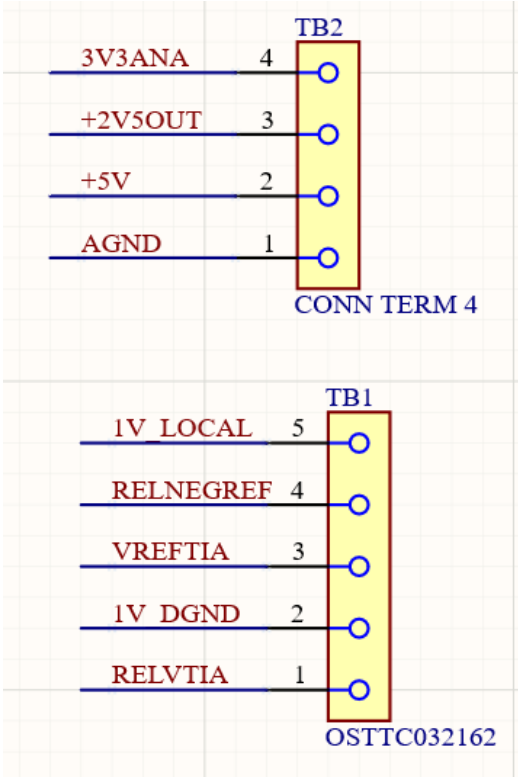 TB2
3V3ANA 4
+2V5OUT 3
+5V 2
AGND 1
CONN TERM 4
TB1
1V_LOCAL 5
RELNEGREF 4
VREFTIA 3
1V_DGND 2
RELVTIA 1
OSTTC032162